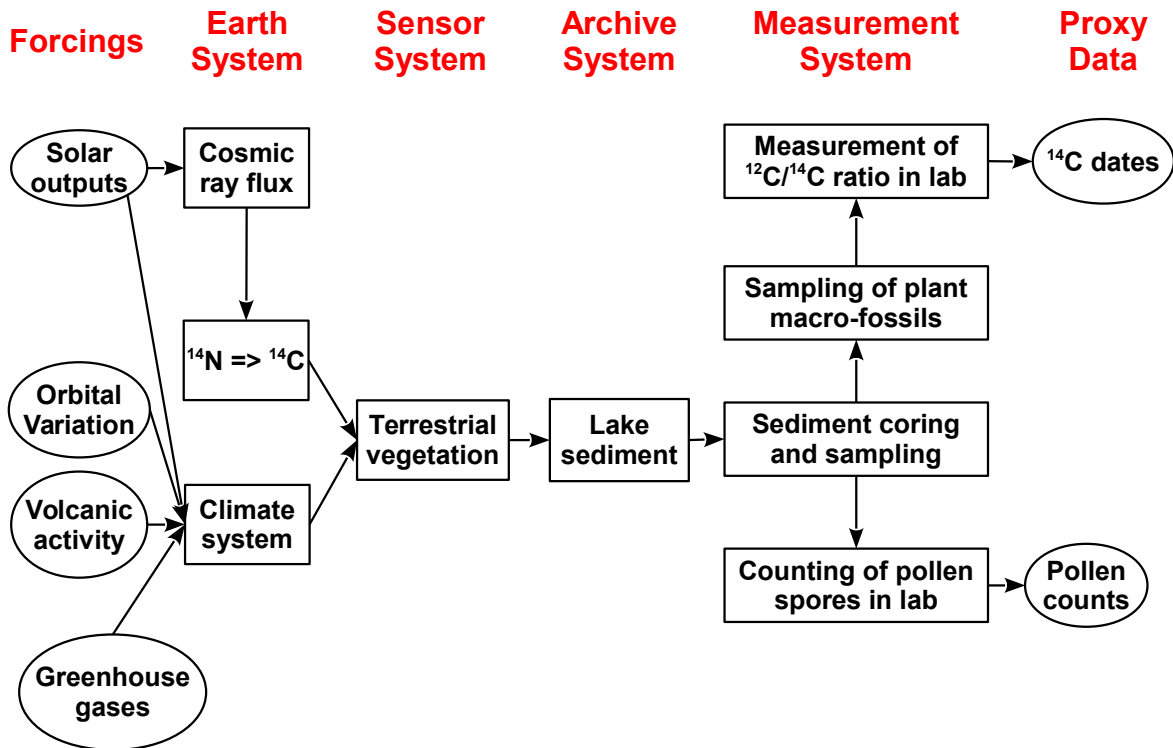 Forcings
Earth
System
Sensor
System
Archive
System
Measurement
System
Proxy
Data
Solar
outputs
Cosmic
ray flux
Measurement of
¹²C/¹⁴C ratio in lab
¹⁴C dates
Sampling of plant
macro-fossils
¹⁴N => ¹⁴C
Orbital
Variation
Terrestrial
vegetation
Lake
sediment
Sediment coring
and sampling
Volcanic
activity
Climate
system
Counting of pollen
spores in lab
Pollen
counts
Greenhouse
gases